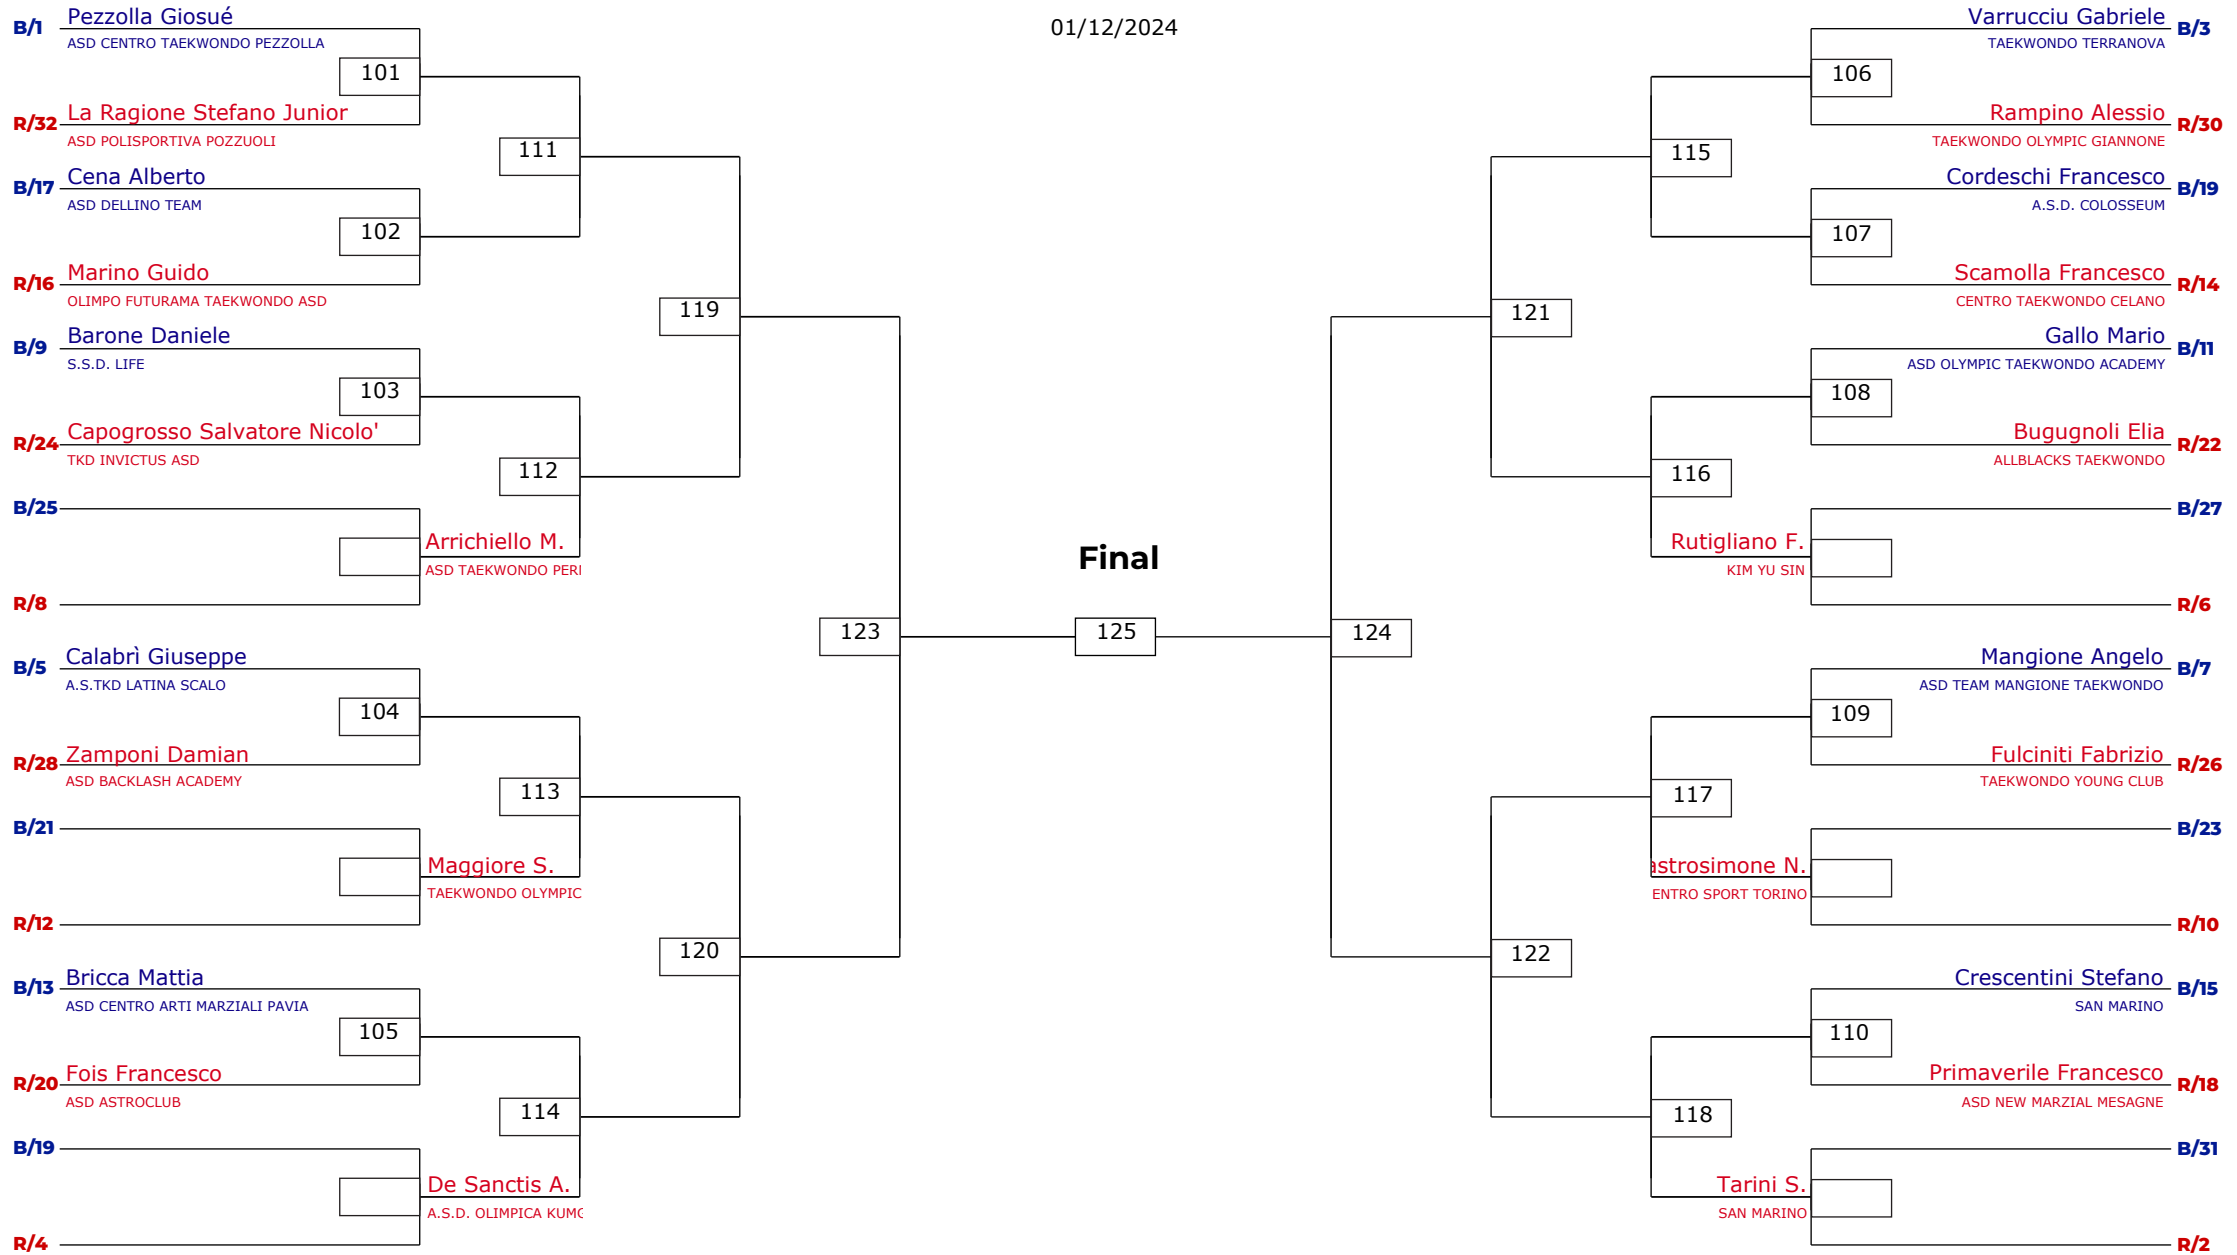 01/12/2024
B/1 Pezzolla Giosué
ASD CENTRO TAEKWONDO PEZZOLLA
101
R/32 La Ragione Stefano Junior
ASD POLISPORTIVA POZZUOLI
111
B/17 Cena Alberto
ASD DELLINO TEAM
102
R/16 Marino Guido
OLIMPO FUTURAMA TAEKWONDO ASD
119
B/9 Barone Daniele
S.S.D. LIFE
103
R/24 Capogrosso Salvatore Nicolo'
TKD INVICTUS ASD
112
B/25
Arrichiello M.
ASD TAEKWONDO
R/8
123
B/5 Calabrì Giuseppe
A.S.TKD LATINA SCALO
104
R/28 Zamponi Damian
ASD BACKLASH ACADEMY
113
B/21
Maggiore S.
TAEKWONDO OLYMPIC
R/12
120
B/13 Bricca Mattia
ASD CENTRO ARTI MARZIALI PAVIA
105
R/20 Fois Francesco
ASD ASTROCLUB
114
B/19
De Sanctis A.
A.S.D. OLIMPICA
R/4
Final
125
Varrucciu Gabriele B/3
TAEKWONDO TERRANOVA
106
Rampino Alessio R/30
TAEKWONDO OLYMPIC GIANNONE
115
Cordeschi Francesco B/19
A.S.D. COLOSSEUM
107
Scamolla Francesco R/14
CENTRO TAEKWONDO CELANO
121
Gallo Mario B/11
ASD OLYMPIC TAEKWONDO ACADEMY
108
Bugugnoli Elia R/22
ALLBLACKS TAEKWONDO
116
B/27
Rutigliano F.
KIM YU SIN
R/6
124
Mangione Angelo B/7
ASD TEAM MANGIONE TAEKWONDO
109
Fulciniti Fabrizio R/26
TAEKWONDO YOUNG CLUB
117
B/23
astrosimone N.
ENTRO SPORT TORINO
R/10
122
Crescentini Stefano B/15
SAN MARINO
110
Primaverile Francesco R/18
ASD NEW MARZIAL MESAGNE
118
B/31
Tarini S.
SAN MARINO
R/2